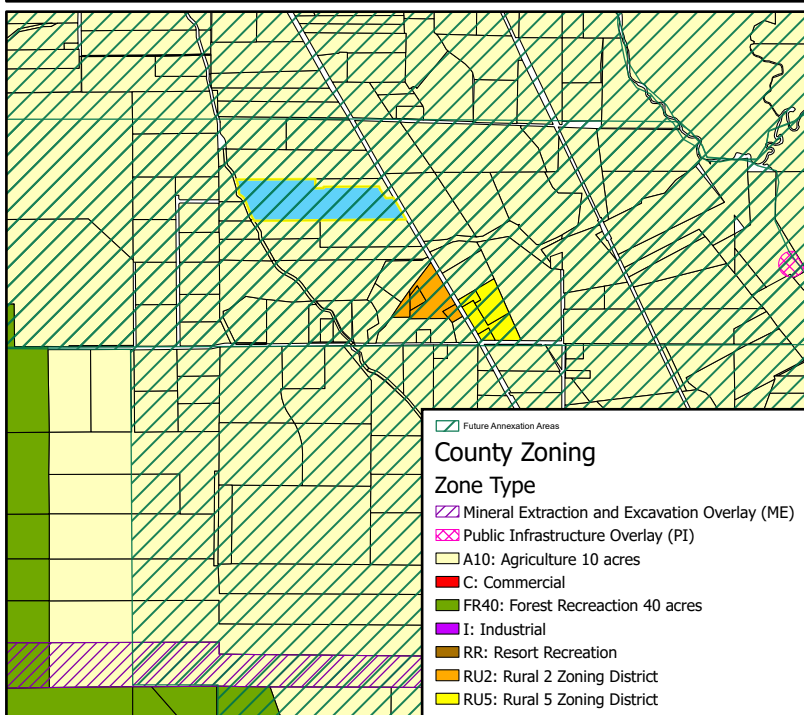 Future Annexation Areas
County Zoning
Zone Type
Mineral Extraction and Excavation Overlay (ME)
Public Infrastructure Overlay (PI)
A10: Agriculture 10 acres
C: Commercial
FR40: Forest Recreaction 40 acres
I: Industrial
RR: Resort Recreation
RU2: Rural 2 Zoning District
RU5: Rural 5 Zoning District